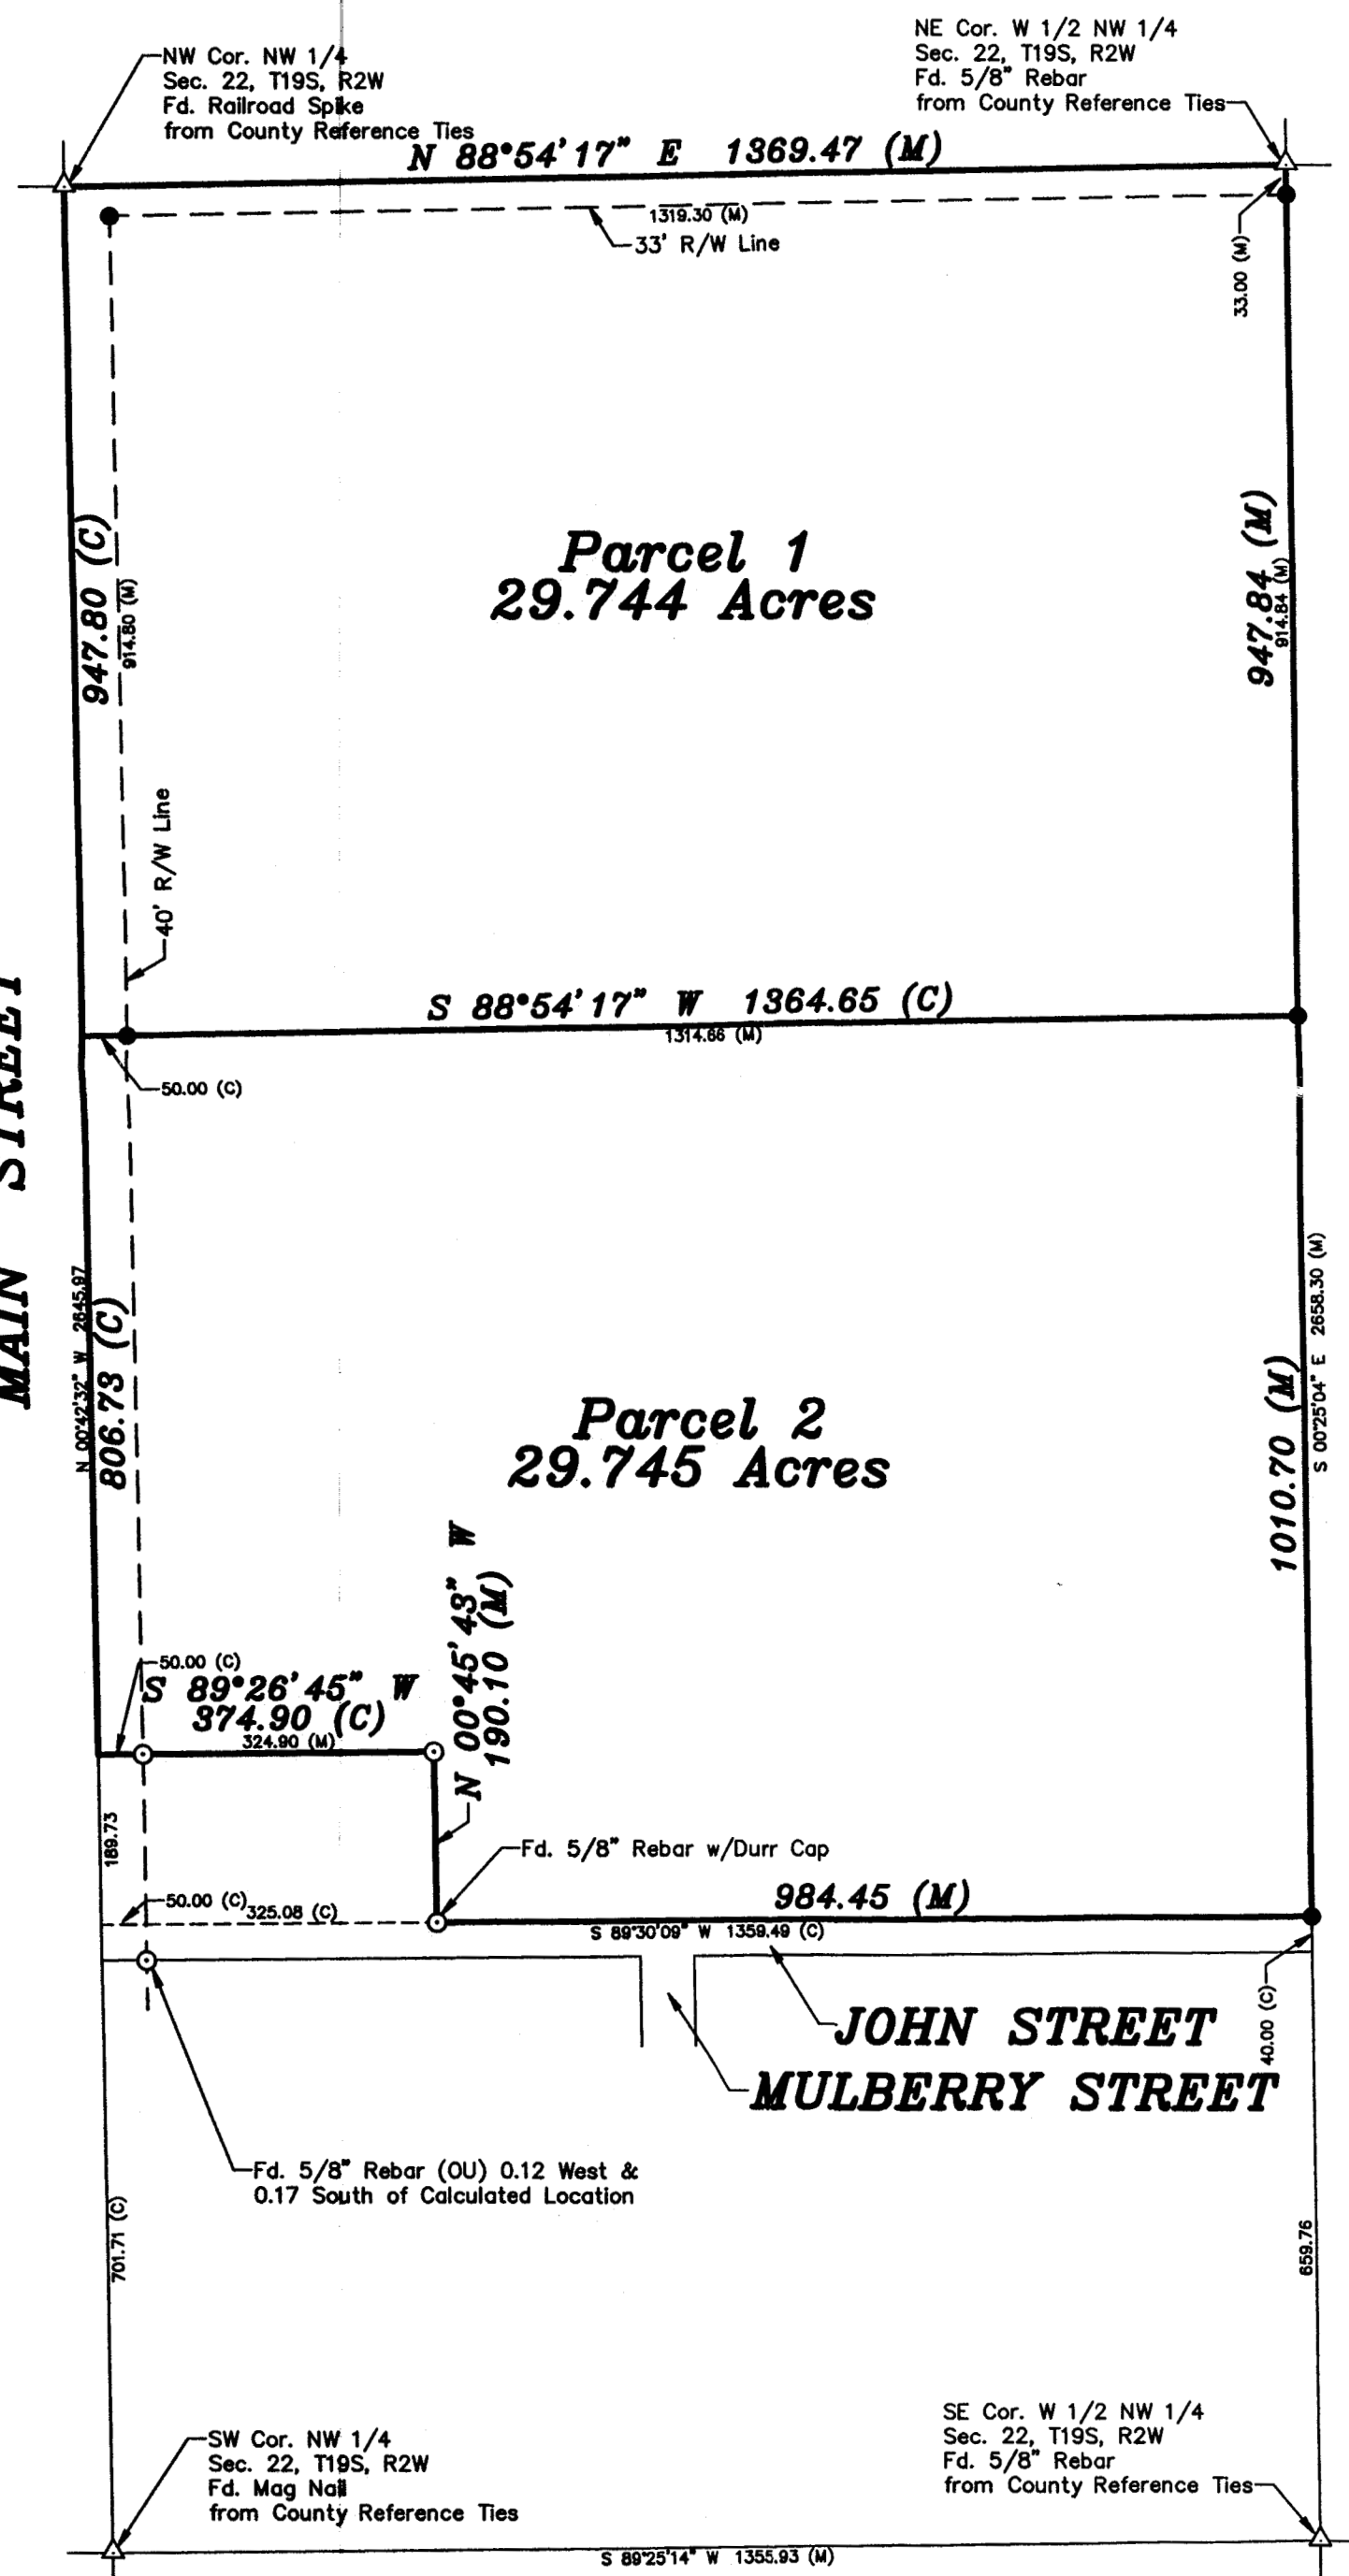 NW Cor. NW 1/4
Sec. 22, T19S, R2W
Fd. Railroad Spike
from County Reference Ties
NE Cor. W 1/2 NW 1/4
Sec. 22, T19S, R2W
Fd. 5/8" Rebar
from County Reference Ties
N 88°54'17" E 1369.47 (M)
1319.30 (M)
33' R/W Line
33.00 (M)
947.80 (C)
914.80 (M)
Parcel 1
29.744 Acres
947.84 (M)
914.84 (M)
40' R/W Line
S 88°54'17" W 1364.65 (C)
1314.66 (M)
50.00 (C)
MAIN STREET
N 00°42'32" W 2645.97
806.73 (C)
Parcel 2
29.745 Acres
1010.70 (M)
S 00°25'04" E 2658.30 (M)
50.00 (C)
S 89°26'45" W
374.90 (C)
324.90 (M)
N 00°45'43" W
190.10 (M)
189.73
Fd. 5/8" Rebar w/Durr Cap
984.45 (M)
50.00 (C)
325.08 (C)
S 89°30'09" W 1359.49 (C)
40.00 (C)
JOHN STREET
MULBERRY STREET
Fd. 5/8" Rebar (OU) 0.12 West &
0.17 South of Calculated Location
701.71 (C)
659.76
SW Cor. NW 1/4
Sec. 22, T19S, R2W
Fd. Mag Nail
from County Reference Ties
SE Cor. W 1/2 NW 1/4
Sec. 22, T19S, R2W
Fd. 5/8" Rebar
from County Reference Ties
S 89°25'14" W 1355.93 (M)